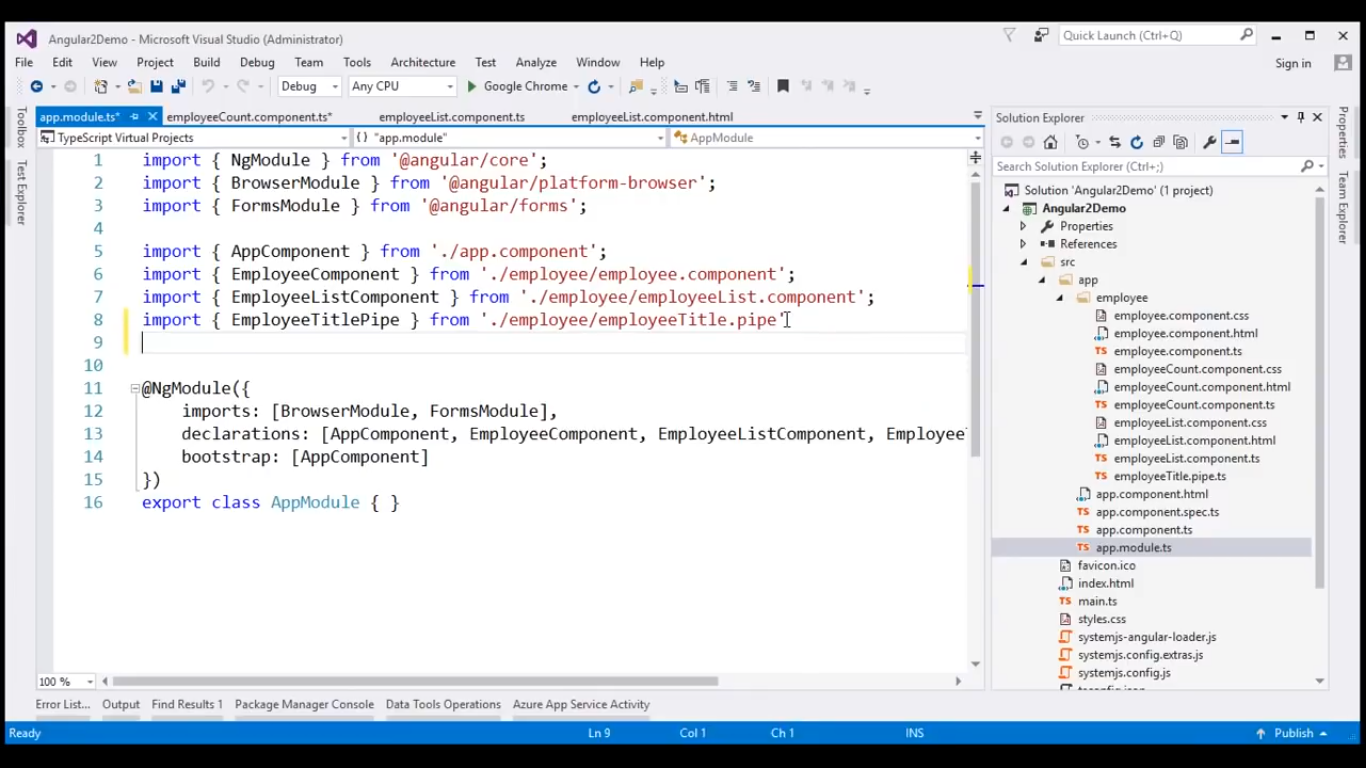 Angular2Demo - Microsoft Visual Studio (Administrator)
Quick Launch (Ctrl+Q)
File Edit View Project Build Debug Team Tools Architecture Test Analyze Window Help
Sign in
Debug Any CPU Google Chrome
app.module.ts* employeeCount.component.ts* employeeList.component.ts employeeList.component.html
TypeScript Virtual Projects {} "app.module" AppModule
Toolbox
Test Explorer
1 import { NgModule } from '@angular/core';
2 import { BrowserModule } from '@angular/platform-browser';
3 import { FormsModule } from '@angular/forms';
4
5 import { AppComponent } from './app.component';
6 import { EmployeeComponent } from './employee/employee.component';
7 import { EmployeeListComponent } from './employee/employeeList.component';
8 import { EmployeeTitlePipe } from './employee/employeeTitle.pipe'
9
10
11 @NgModule({
12 imports: [BrowserModule, FormsModule],
13 declarations: [AppComponent, EmployeeComponent, EmployeeListComponent, Employee
14 bootstrap: [AppComponent]
15 })
16 export class AppModule { }
100 %
Solution Explorer
Search Solution Explorer (Ctrl+;)
Solution 'Angular2Demo' (1 project)
Angular2Demo
Properties
References
src
app
employee
employee.component.css
employee.component.html
TS employee.component.ts
employeeCount.component.css
employeeCount.component.html
TS employeeCount.component.ts
employeeList.component.css
employeeList.component.html
TS employeeList.component.ts
TS employeeTitle.pipe.ts
app.component.html
TS app.component.spec.ts
TS app.component.ts
TS app.module.ts
favicon.ico
index.html
TS main.ts
styles.css
systemjs-angular-loader.js
systemjs.config.extras.js
systemjs.config.js
Properties
Team Explorer
Error List... Output Find Results 1 Package Manager Console Data Tools Operations Azure App Service Activity
Ready Ln 9 Col 1 Ch 1 INS Publish